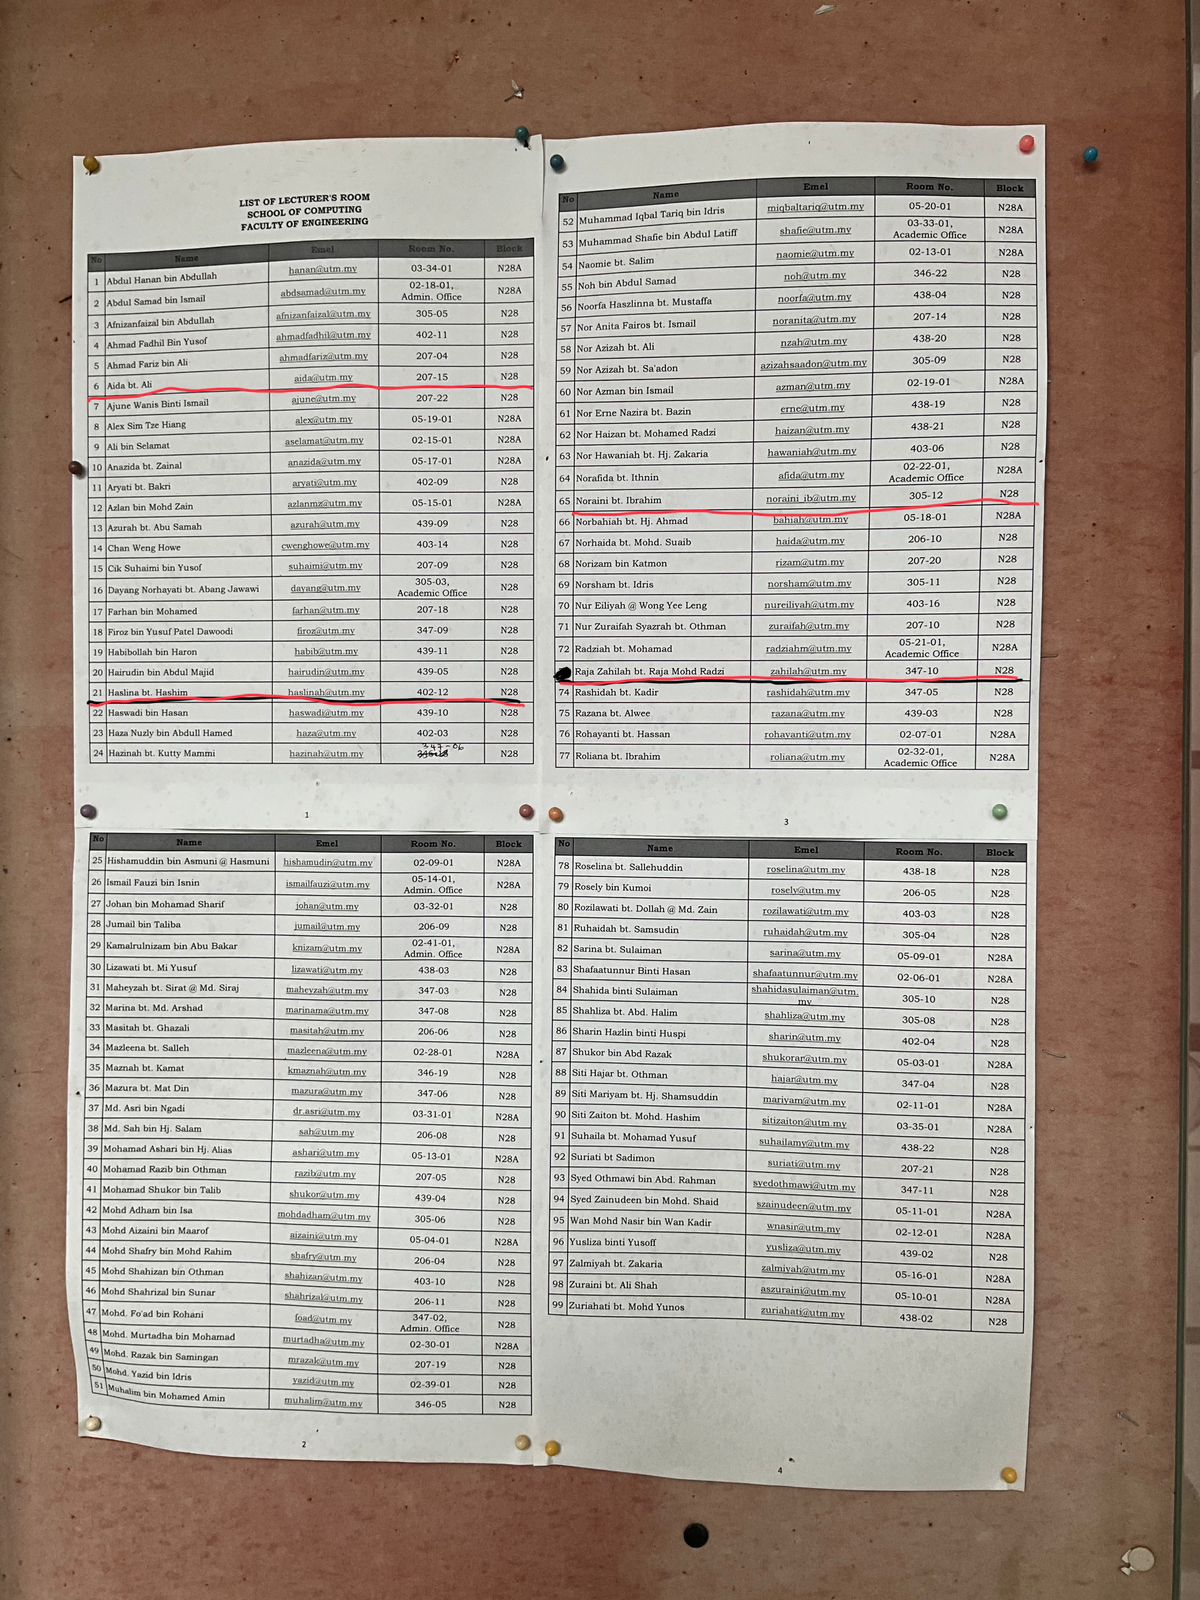 LIST OF LECTURER'S ROOM
SCHOOL OF COMPUTING
FACULTY OF ENGINEERING
No Name Emel Room No. Block
1 Abdul Hanan bin Abdullah hanan@utm.my 03-34-01 N28A
2 Abdul Samad bin Ismail abdsamad@utm.my 02-18-01, Admin. Office N28A
3 Afnizanfaizal bin Abdullah afnizanfaizal@utm.my 305-05 N28
4 Ahmad Fadhil Bin Yusof ahmadfadhil@utm.my 402-11 N28
5 Ahmad Fariz bin Ali ahmadfariz@utm.my 207-04 N28
6 Aida bt. Ali aida@utm.my 207-15 N28
7 Ajune Wanis Binti Ismail ajune@utm.my 207-22 N28
8 Alex Sim Tze Hiang alex@utm.my 05-19-01 N28A
9 Ali bin Selamat aselamat@utm.my 02-15-01 N28A
10 Anazida bt. Zainal anazida@utm.my 05-17-01 N28A
11 Aryati bt. Bakri aryati@utm.my 402-09 N28
12 Azlan bin Mohd Zain azlanmz@utm.my 05-15-01 N28A
13 Azurah bt. Abu Samah azurah@utm.my 439-09 N28
14 Chan Weng Howe cwenghowe@utm.my 403-14 N28
15 Cik Suhaimi bin Yusof suhaimi@utm.my 207-09 N28
16 Dayang Norhayati bt. Abang Jawawi dayang@utm.my 305-03, Academic Office N28
17 Farhan bin Mohamed farhan@utm.my 207-18 N28
18 Firoz bin Yusuf Patel Dawoodi firoz@utm.my 347-09 N28
19 Habibollah bin Haron habib@utm.my 439-11 N28
20 Hairudin bin Abdul Majid hairudin@utm.my 439-05 N28
21 Haslina bt. Hashim haslinah@utm.my 402-12 N28
22 Haswadi bin Hasan haswadi@utm.my 439-10 N28
23 Haza Nuzly bin Abdull Hamed haza@utm.my 402-03 N28
24 Hazinah bt. Kutty Mammi hazinah@utm.my 347-06 N28
1
No Name Emel Room No. Block
25 Hishamuddin bin Asmuni @ Hasmuni hishamudin@utm.my 02-09-01 N28A
26 Ismail Fauzi bin Isnin ismailfauzi@utm.my 05-14-01, Admin. Office N28A
27 Johan bin Mohamad Sharif johan@utm.my 03-32-01 N28
28 Jumail bin Taliba jumail@utm.my 206-09 N28
29 Kamalrulnizam bin Abu Bakar knizam@utm.my 02-41-01, Admin. Office N28A
30 Lizawati bt. Mi Yusuf lizawati@utm.my 438-03 N28
31 Maheyzah bt. Sirat @ Md. Siraj maheyzah@utm.my 347-03 N28
32 Marina bt. Md. Arshad marinama@utm.my 347-08 N28
33 Masitah bt. Ghazali masitah@utm.my 206-06 N28
34 Mazleena bt. Salleh mazleena@utm.my 02-28-01 N28A
35 Maznah bt. Kamat kmaznah@utm.my 346-19 N28
36 Mazura bt. Mat Din mazura@utm.my 347-06 N28
37 Md. Asri bin Ngadi dr.asri@utm.my 03-31-01 N28A
38 Md. Sah bin Hj. Salam sah@utm.my 206-08 N28
39 Mohamad Ashari bin Hj. Alias ashari@utm.my 05-13-01 N28A
40 Mohamad Razib bin Othman razib@utm.my 207-05 N28
41 Mohamad Shukor bin Talib shukor@utm.my 439-04 N28
42 Mohd Adham bin Isa mohdadham@utm.my 305-06 N28
43 Mohd Aizaini bin Maarof aizaini@utm.my 05-04-01 N28A
44 Mohd Shafry bin Mohd Rahim shafry@utm.my 206-04 N28
45 Mohd Shahizan bin Othman shahizan@utm.my 403-10 N28
46 Mohd Shahrizal bin Sunar shahrizal@utm.my 206-11 N28
47 Mohd. Fo'ad bin Rohani foad@utm.my 347-02, Admin. Office N28
48 Mohd. Murtadha bin Mohamad murtadha@utm.my 02-30-01 N28A
49 Mohd. Razak bin Samingan mrazak@utm.my 207-19 N28
50 Mohd. Yazid bin Idris yazid@utm.my 02-39-01 N28
51 Muhalim bin Mohamed Amin muhalim@utm.my 346-05 N28
2
No Name Emel Room No. Block
52 Muhammad Iqbal Tariq bin Idris miqbaltariq@utm.my 05-20-01 N28A
53 Muhammad Shafie bin Abdul Latiff shafie@utm.my 03-33-01, Academic Office N28A
54 Naomie bt. Salim naomie@utm.my 02-13-01 N28A
55 Noh bin Abdul Samad noh@utm.my 346-22 N28
56 Noorfa Haszlinna bt. Mustaffa noorfa@utm.my 438-04 N28
57 Nor Anita Fairos bt. Ismail noranita@utm.my 207-14 N28
58 Nor Azizah bt. Ali nzah@utm.my 438-20 N28
59 Nor Azizah bt. Sa'adon azizahsaadon@utm.my 305-09 N28
60 Nor Azman bin Ismail azman@utm.my 02-19-01 N28A
61 Nor Erne Nazira bt. Bazin erne@utm.my 438-19 N28
62 Nor Haizan bt. Mohamed Radzi haizan@utm.my 438-21 N28
63 Nor Hawaniah bt. Hj. Zakaria hawaniah@utm.my 403-06 N28
64 Norafida bt. Ithnin afida@utm.my 02-22-01, Academic Office N28A
65 Noraini bt. Ibrahim noraini_ib@utm.my 305-12 N28
66 Norbahiah bt. Hj. Ahmad bahiah@utm.my 05-18-01 N28A
67 Norhaida bt. Mohd. Suaib haida@utm.my 206-10 N28
68 Norizam bin Katmon rizam@utm.my 207-20 N28
69 Norsham bt. Idris norsham@utm.my 305-11 N28
70 Nur Eiliyah @ Wong Yee Leng nureiliyah@utm.my 403-16 N28
71 Nur Zuraifah Syazrah bt. Othman zuraifah@utm.my 207-10 N28
72 Radziah bt. Mohamad radziahm@utm.my 05-21-01, Academic Office N28A
Raja Zahilah bt. Raja Mohd Radzi zahilah@utm.my 347-10 N28
74 Rashidah bt. Kadir rashidah@utm.my 347-05 N28
75 Razana bt. Alwee razana@utm.my 439-03 N28
76 Rohayanti bt. Hassan rohayanti@utm.my 02-07-01 N28A
77 Roliana bt. Ibrahim roliana@utm.my 02-32-01, Academic Office N28A
3
No Name Emel Room No. Block
78 Roselina bt. Sallehuddin roselina@utm.my 438-18 N28
79 Rosely bin Kumoi rosely@utm.my 206-05 N28
80 Rozilawati bt. Dollah @ Md. Zain rozilawati@utm.my 403-03 N28
81 Ruhaidah bt. Samsudin ruhaidah@utm.my 305-04 N28
82 Sarina bt. Sulaiman sarina@utm.my 05-09-01 N28A
83 Shafaatunnur Binti Hasan shafaatunnur@utm.my 02-06-01 N28A
84 Shahida binti Sulaiman shahidasulaiman@utm.my 305-10 N28
85 Shahliza bt. Abd. Halim shahliza@utm.my 305-08 N28
86 Sharin Hazlin binti Huspi sharin@utm.my 402-04 N28
87 Shukor bin Abd Razak shukorar@utm.my 05-03-01 N28A
88 Siti Hajar bt. Othman hajar@utm.my 347-04 N28
89 Siti Mariyam bt. Hj. Shamsuddin mariyam@utm.my 02-11-01 N28A
90 Siti Zaiton bt. Mohd. Hashim sitizaiton@utm.my 03-35-01 N28A
91 Suhaila bt. Mohamad Yusuf suhailamy@utm.my 438-22 N28
92 Suriati bt Sadimon suriati@utm.my 207-21 N28
93 Syed Othmawi bin Abd. Rahman syedothmawi@utm.my 347-11 N28
94 Syed Zainudeen bin Mohd. Shaid szainudeen@utm.my 05-11-01 N28A
95 Wan Mohd Nasir bin Wan Kadir wnasir@utm.my 02-12-01 N28A
96 Yusliza binti Yusoff yusliza@utm.my 439-02 N28
97 Zalmiyah bt. Zakaria zalmiyah@utm.my 05-16-01 N28A
98 Zuraini bt. Ali Shah aszuraini@utm.my 05-10-01 N28A
99 Zuriahati bt. Mohd Yunos zuriahati@utm.my 438-02 N28
4